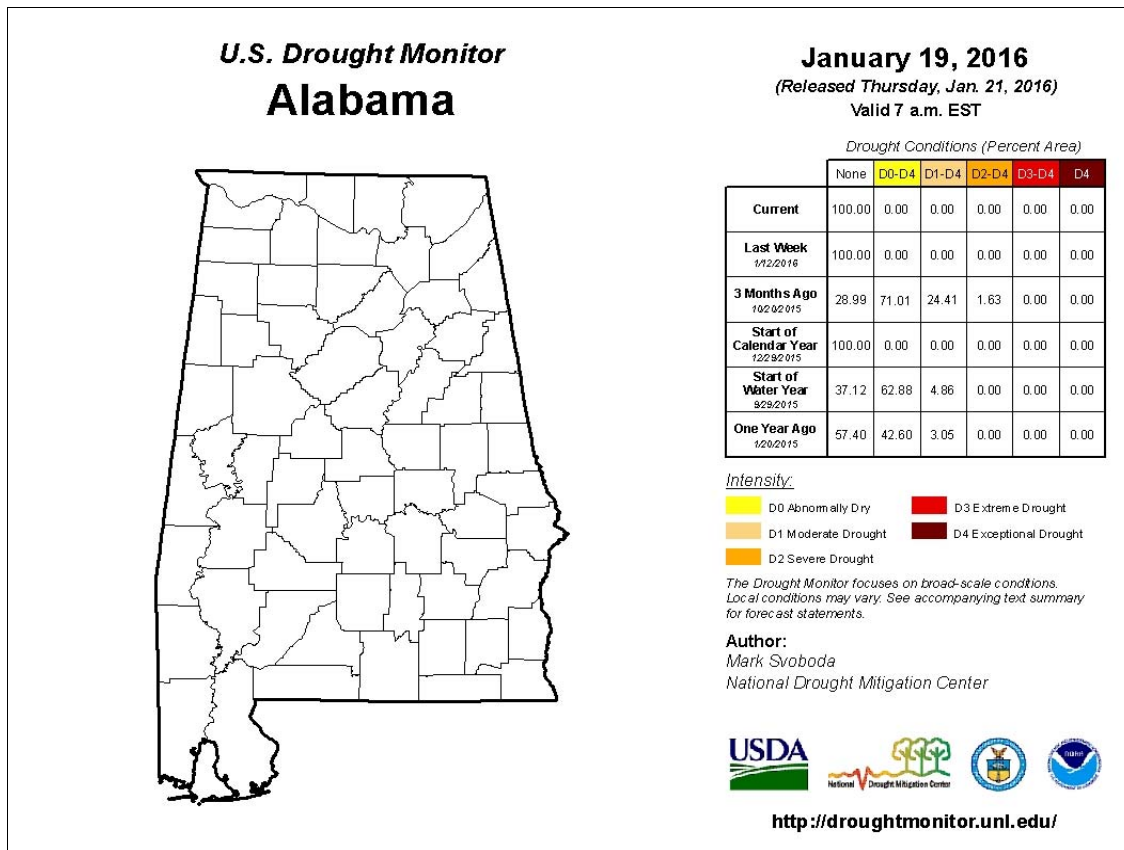 U.S. Drought Monitor
Alabama
January 19, 2016
(Released Thursday, Jan. 21, 2016)
Valid 7 a.m. EST
Drought Conditions (Percent Area)
None D0-D4 D1-D4 D2-D4 D3-D4 D4
Current 100.00 0.00 0.00 0.00 0.00 0.00
Last Week
1/12/2016 100.00 0.00 0.00 0.00 0.00 0.00
3 Months Ago
10/20/2015 28.99 71.01 24.41 1.63 0.00 0.00
Start of
Calendar Year
12/29/2015 100.00 0.00 0.00 0.00 0.00 0.00
Start of
Water Year
9/29/2015 37.12 62.88 4.86 0.00 0.00 0.00
One Year Ago
1/20/2015 57.40 42.60 3.05 0.00 0.00 0.00
Intensity:
D0 Abnormally Dry D3 Extreme Drought
D1 Moderate Drought D4 Exceptional Drought
D2 Severe Drought
The Drought Monitor focuses on broad-scale conditions.
Local conditions may vary. See accompanying text summary
for forecast statements.
Author:
Mark Svoboda
National Drought Mitigation Center
USDA
National Drought Mitigation Center
http://droughtmonitor.unl.edu/